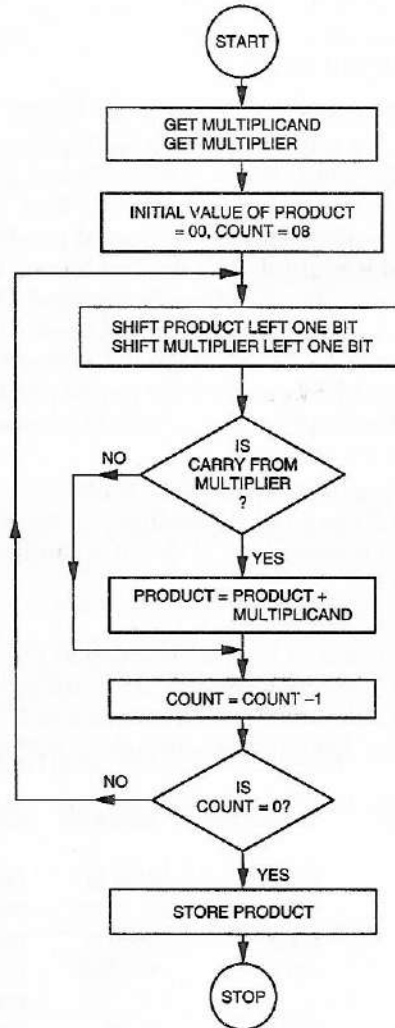 START
GET MULTIPLICAND
GET MULTIPLIER
INITIAL VALUE OF PRODUCT
= 00, COUNT = 08
SHIFT PRODUCT LEFT ONE BIT
SHIFT MULTIPLIER LEFT ONE BIT
IS
CARRY FROM
MULTIPLIER
?
NO
YES
PRODUCT = PRODUCT +
MULTIPLICAND
COUNT = COUNT –1
IS
COUNT = 0?
NO
YES
STORE PRODUCT
STOP